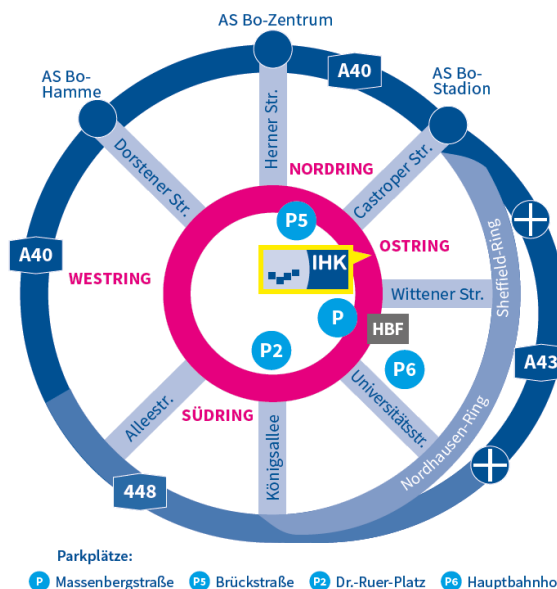 AS Bo-Zentrum
A40
AS Bo-
Hamme
AS Bo-
Stadion
Herner Str.
Dorstener Str.
Castroper Str.
NORDRING
P5
OSTRING
IHK
A40
WESTRING
Sheffield-Ring
Wittener Str.
P
HBF
P2
P6
A43
Alleestr.
SÜDRING
Königsallee
Universitätsstr.
Nordhausen-Ring
448
Parkplätze:
P Massenbergstraße P5 Brückstraße P2 Dr.-Ruer-Platz P6 Hauptbahnho